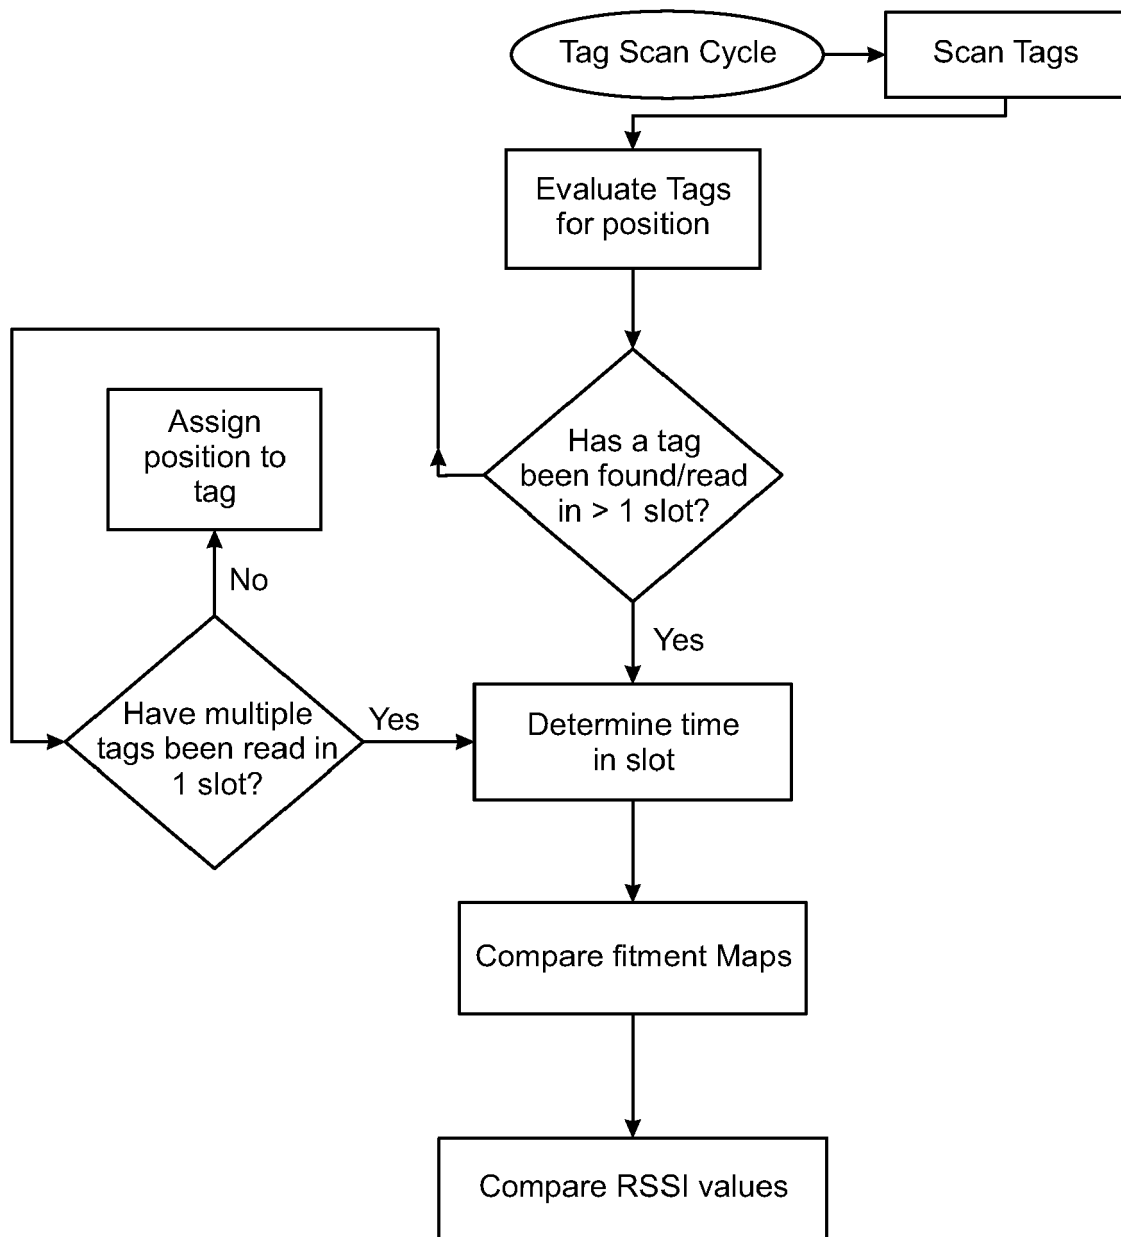 Tag Scan Cycle
Scan Tags
Evaluate Tags
for position
Has a tag
been found/read
in > 1 slot?
Assign
position to
tag
No
Yes
Have multiple
tags been read in
1 slot?
Yes
Determine time
in slot
Compare fitment Maps
Compare RSSI values